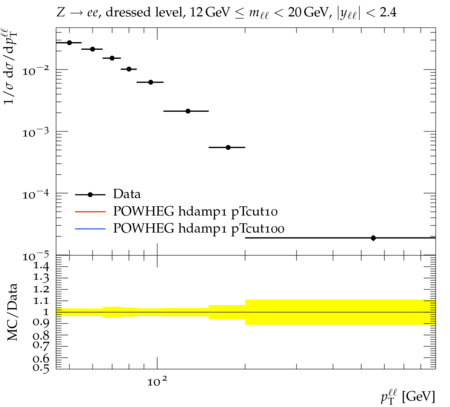 Z → ee, dressed level, 12 GeV ≤ mℓℓ < 20 GeV, |yℓℓ| < 2.4
1/σ dσ/dpTℓℓ
10⁻²
10⁻³
10⁻⁴
10⁻⁵
Data
POWHEG hdamp1 pTcut10
POWHEG hdamp1 pTcut100
MC/Data
1.4
1.3
1.2
1.1
1
0.9
0.8
0.7
0.6
0.5
10²
pTℓℓ [GeV]